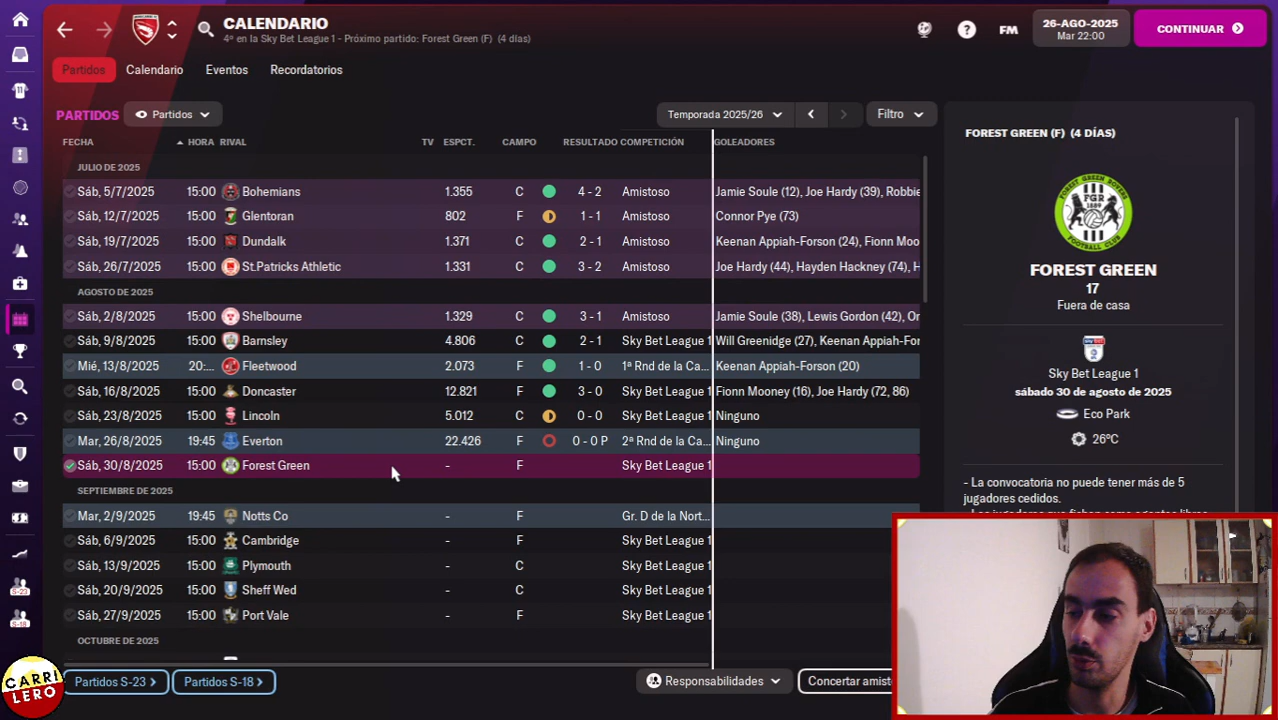 CALENDARIO
4º en la Sky Bet League 1 - Próximo partido: Forest Green (F) (4 días)
FM
26-AGO-2025
Mar 22:00
CONTINUAR
Partidos Calendario Eventos Recordatorios
PARTIDOS Partidos Temporada 2025/26 Filtro
FECHA HORA RIVAL TV ESPCT. CAMPO RESULTADO COMPETICIÓN GOLEADORES
JULIO DE 2025
Sáb, 5/7/2025 15:00 Bohemians 1.355 C 4 - 2 Amistoso Jamie Soule (12), Joe Hardy (39), Robbie
Sáb, 12/7/2025 15:00 Glentoran 802 F 1 - 1 Amistoso Connor Pye (73)
Sáb, 19/7/2025 15:00 Dundalk 1.371 C 2 - 1 Amistoso Keenan Appiah-Forson (24), Fionn Moo
Sáb, 26/7/2025 15:00 St.Patricks Athletic 1.331 C 3 - 2 Amistoso Joe Hardy (44), Hayden Hackney (74), H
AGOSTO DE 2025
Sáb, 2/8/2025 15:00 Shelbourne 1.329 C 3 - 1 Amistoso Jamie Soule (38), Lewis Gordon (42), Or
Sáb, 9/8/2025 15:00 Barnsley 4.806 C 2 - 1 Sky Bet League 1 Will Greenidge (27), Keenan Appiah-For
Mié, 13/8/2025 20:... Fleetwood 2.073 F 1 - 0 1ª Rnd de la Ca... Keenan Appiah-Forson (20)
Sáb, 16/8/2025 15:00 Doncaster 12.821 F 3 - 0 Sky Bet League 1 Fionn Mooney (16), Joe Hardy (72, 86)
Sáb, 23/8/2025 15:00 Lincoln 5.012 C 0 - 0 Sky Bet League 1 Ninguno
Mar, 26/8/2025 19:45 Everton 22.426 F 0 - 0 P 2ª Rnd de la Ca... Ninguno
Sáb, 30/8/2025 15:00 Forest Green - F Sky Bet League 1
SEPTIEMBRE DE 2025
Mar, 2/9/2025 19:45 Notts Co - F Gr. D de la Nort...
Sáb, 6/9/2025 15:00 Cambridge - F Sky Bet League 1
Sáb, 13/9/2025 15:00 Plymouth - C Sky Bet League 1
Sáb, 20/9/2025 15:00 Sheff Wed - C Sky Bet League 1
Sáb, 27/9/2025 15:00 Port Vale - F Sky Bet League 1
OCTUBRE DE 2025
Partidos S-23 Partidos S-18 Responsabilidades Concertar amist
FOREST GREEN (F) (4 DÍAS)
FGR
1889
FOOTBALL CLUB
FOREST GREEN
17
Fuera de casa
Sky Bet League 1
sábado 30 de agosto de 2025
Eco Park
26ºC
- La convocatoria no puede tener más de 5
jugadores cedidos.
S-23
S-18
CARRI
LERO